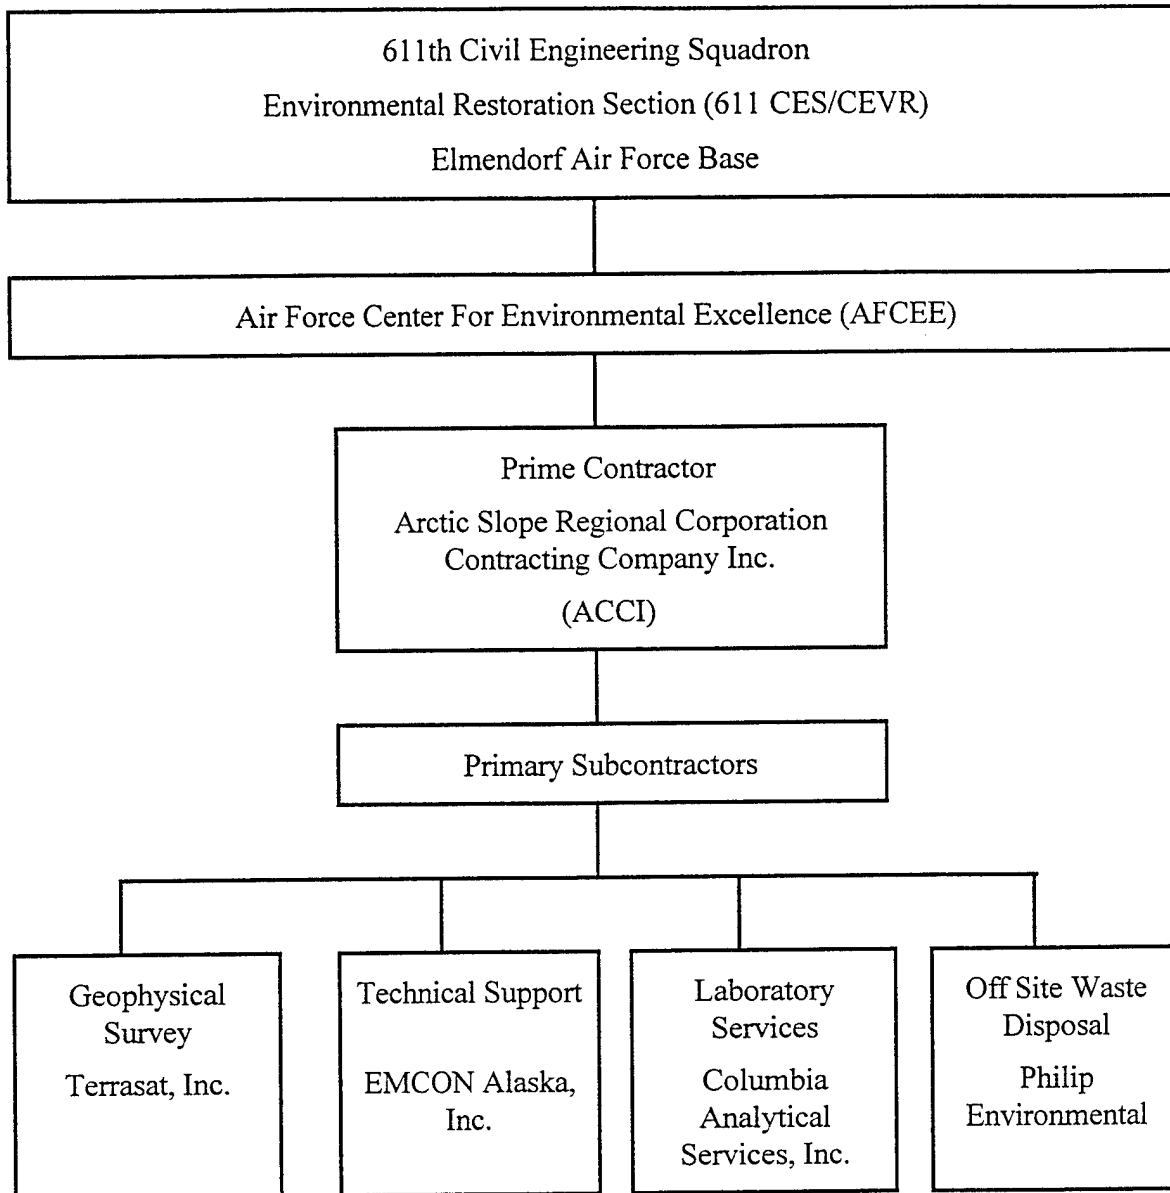 611th Civil Engineering Squadron
Environmental Restoration Section (611 CES/CEVR)
Elmendorf Air Force Base
Air Force Center For Environmental Excellence (AFCEE)
Prime Contractor
Arctic Slope Regional Corporation
Contracting Company Inc.
(ACCI)
Primary Subcontractors
Geophysical
Survey
Terrasat, Inc.
Technical Support
EMCON Alaska,
Inc.
Laboratory
Services
Columbia
Analytical
Services, Inc.
Off Site Waste
Disposal
Philip
Environmental